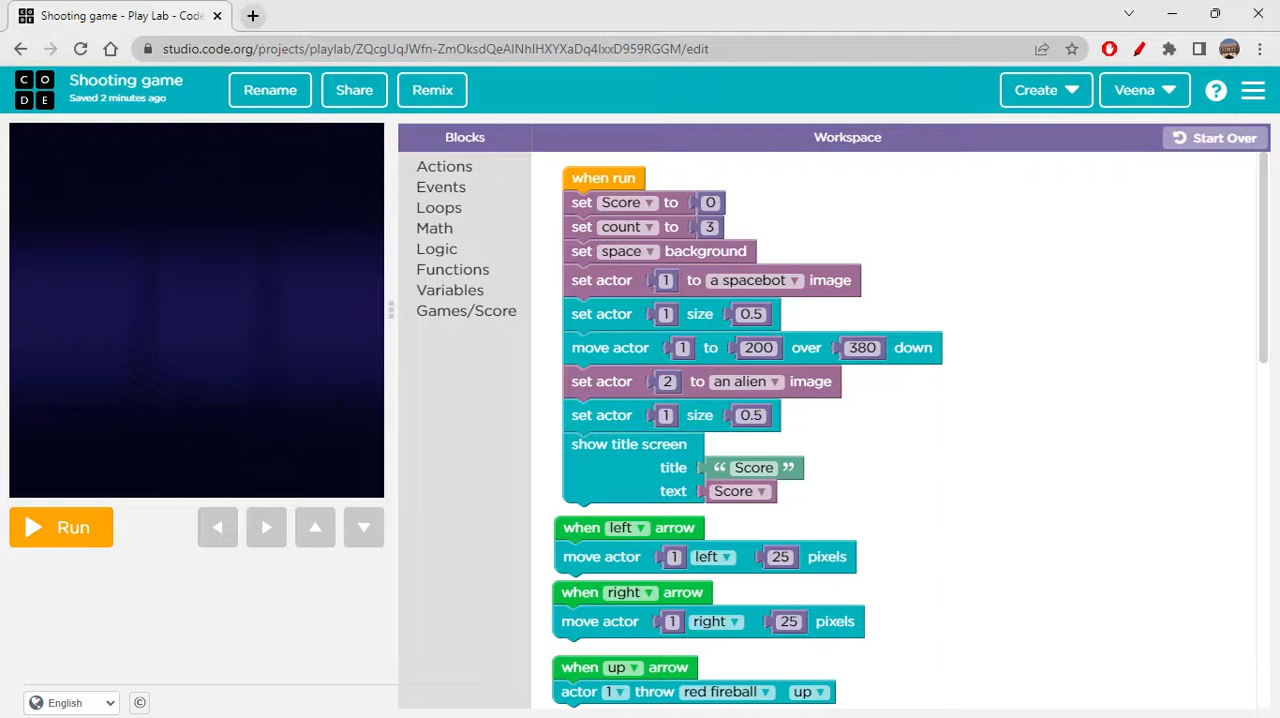 Shooting game - Play Lab - Code
studio.code.org/projects/playlab/ZQcgUqJWfn-ZmOksdQeAlNhIHXYXaDq4IxxD959RGGM/edit
CODE
Shooting game
Saved 2 minutes ago
Rename
Share
Remix
Create
Veena
?
Blocks
Workspace
Start Over
Actions
Events
Loops
Math
Logic
Functions
Variables
Games/Score
when run
set Score to 0
set count to 3
set space background
set actor 1 to a spacebot image
set actor 1 size 0.5
move actor 1 to 200 over 380 down
set actor 2 to an alien image
set actor 1 size 0.5
show title screen
title “ Score ”
text Score
when left arrow
move actor 1 left 25 pixels
when right arrow
move actor 1 right 25 pixels
when up arrow
actor 1 throw red fireball up
Run
English
©